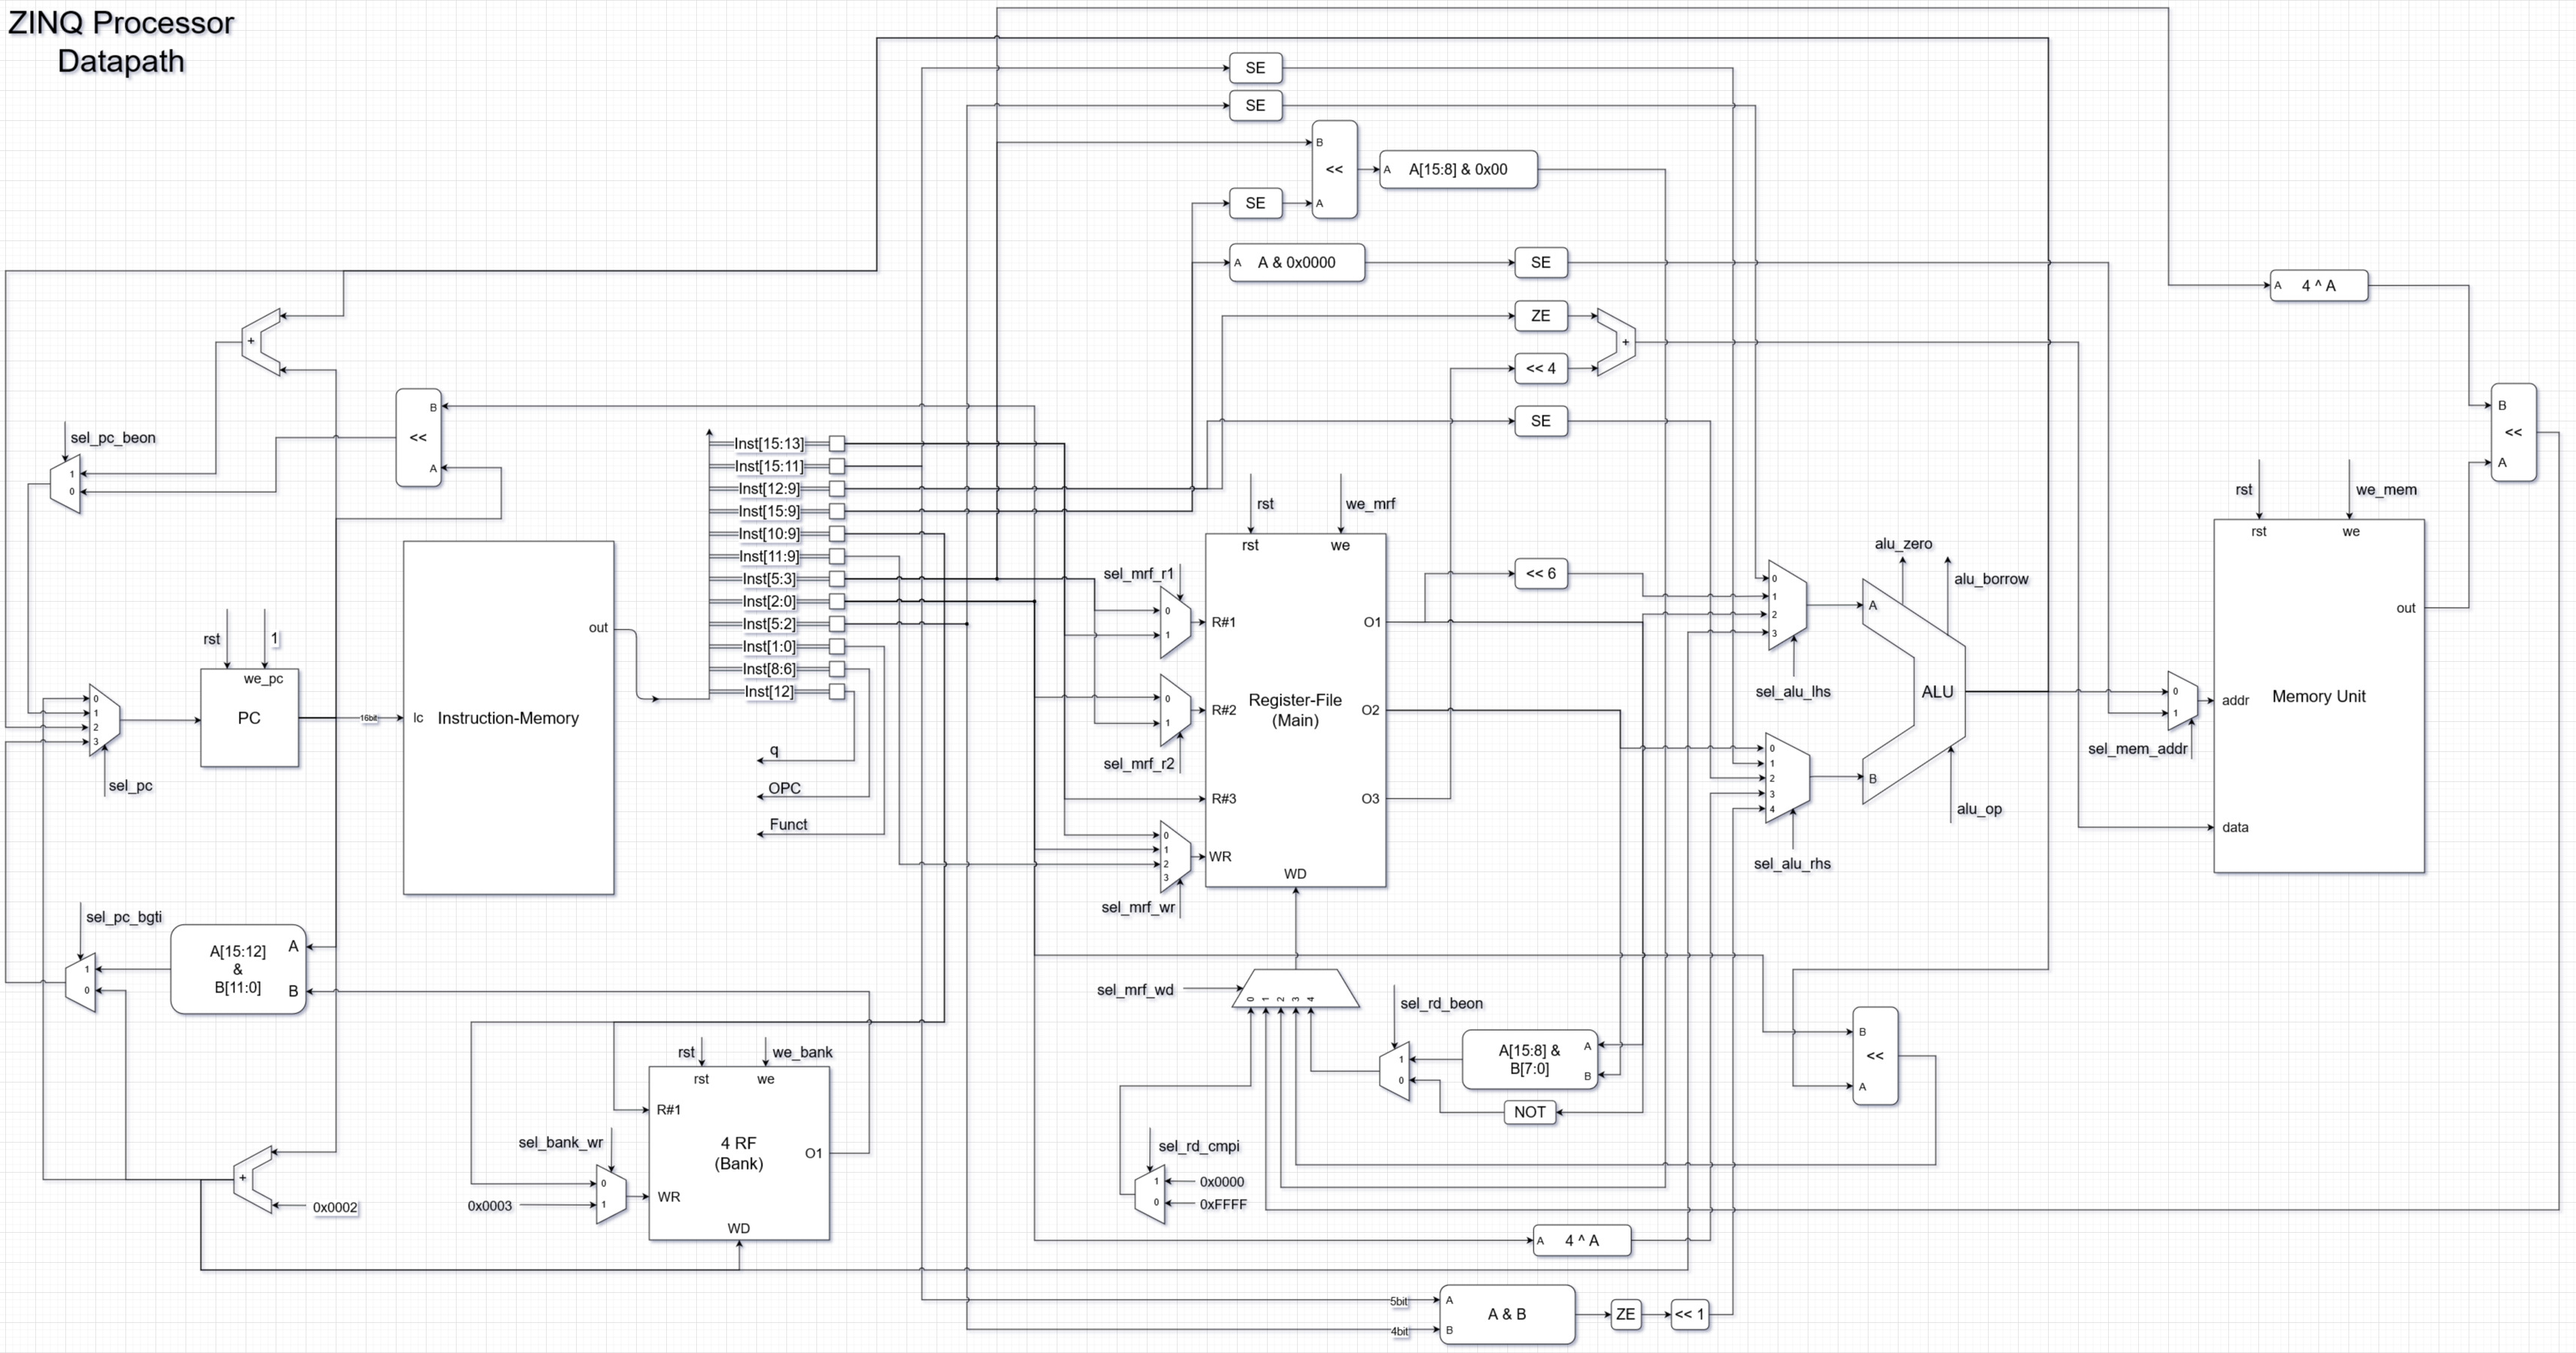 ZINQ Processor
Datapath
SE
SE
B
<<
A
A
A[15:8] & 0x00
SE
A
A & 0x0000
SE
A
4 ^ A
ZE
+
<< 4
SE
+
B
<<
A
B
<<
A
sel_pc_beon
1
0
Inst[15:13]
Inst[15:11]
Inst[12:9]
Inst[15:9]
Inst[10:9]
Inst[11:9]
Inst[5:3]
Inst[2:0]
Inst[5:2]
Inst[1:0]
Inst[8:6]
Inst[12]
q
OPC
Funct
rst
1
we_pc
PC
0
1
2
3
sel_pc
16bit
Ic
Instruction-Memory
out
rst
we_mrf
rst
we
sel_mrf_r1
0
1
R#1
O1
0
1
R#2
sel_mrf_r2
Register-File
(Main)
O2
R#3
O3
0
1
2
3
WR
sel_mrf_wr
WD
<< 6
0
1
2
3
sel_alu_lhs
0
1
2
3
4
sel_alu_rhs
alu_zero
alu_borrow
A
ALU
B
alu_op
rst
we_mem
rst
we
out
0
1
addr
sel_mem_addr
Memory Unit
data
sel_pc_bgti
1
0
A[15:12]
&
B[11:0]
A
B
+
0x0002
rst
we_bank
rst
we
R#1
sel_bank_wr
0
1
0x0003
4 RF
(Bank)
O1
WR
WD
sel_mrf_wd
0
1
2
3
4
sel_rd_beon
1
0
A[15:8] &
B[7:0]
A
B
NOT
sel_rd_cmpi
1
0
0x0000
0xFFFF
B
<<
A
A
4 ^ A
5bit
A
A & B
4bit
B
ZE
<< 1